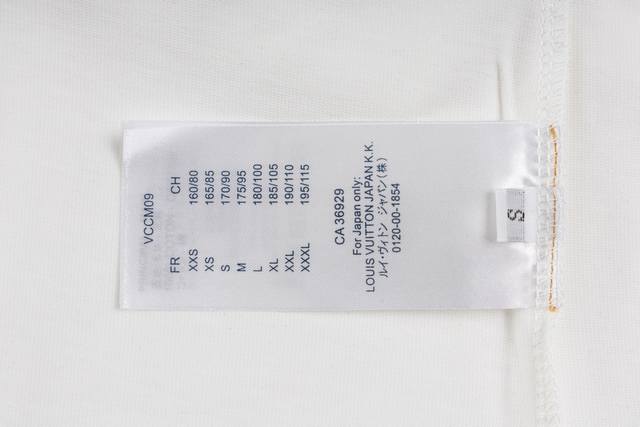 VCCM09
FR CH
XXS 160/80
XS 165/85
S 170/90
M 175/95
L 180/100
XL 185/105
XXL 190/110
XXXL 195/115
CA 36929
For Japan only:
LOUIS VUITTON JAPAN K.K.
ルイ・ヴィトン ジャパン(株)
0120-00-1854
S